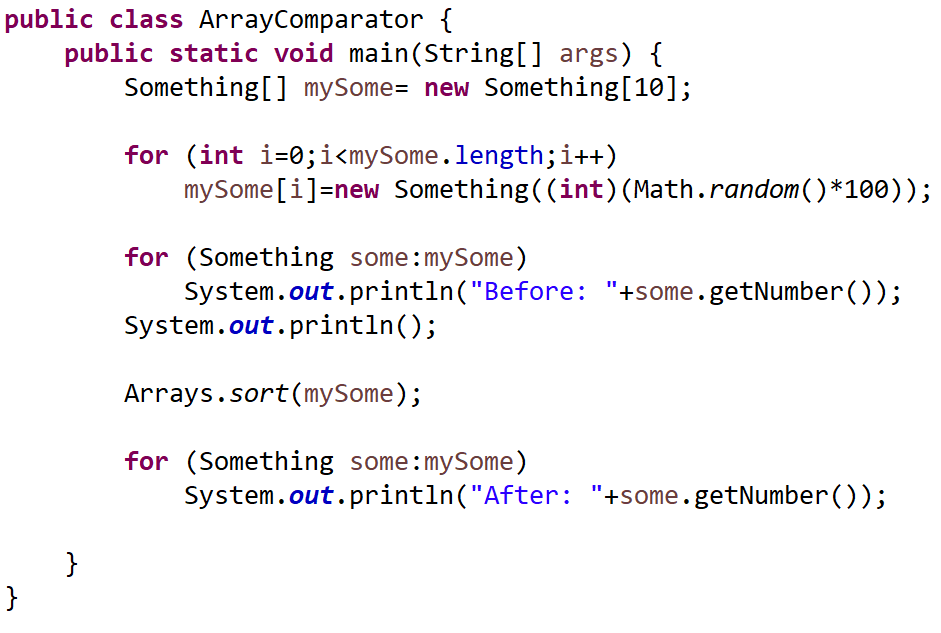 public class ArrayComparator {
    public static void main(String[] args) {
        Something[] mySome= new Something[10];

        for (int i=0;i<mySome.length;i++)
            mySome[i]=new Something((int)(Math.random()*100));

        for (Something some:mySome)
            System.out.println("Before: "+some.getNumber());
        System.out.println();

        Arrays.sort(mySome);

        for (Something some:mySome)
            System.out.println("After: "+some.getNumber());

    }
}